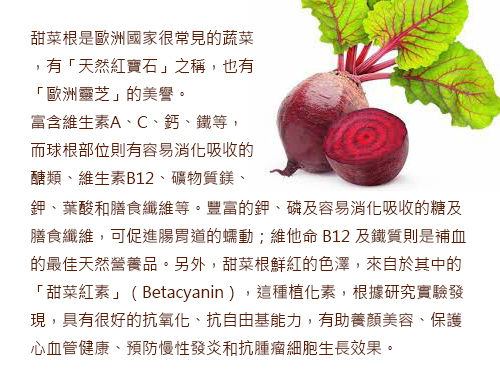 甜菜根是歐洲國家很常見的蔬菜
，有「天然紅寶石」之稱，也有
「歐洲靈芝」的美譽。
富含維生素A、C、鈣、鐵等，
而球根部位則有容易消化吸收的
醣類、維生素B12、礦物質鎂、
鉀、葉酸和膳食纖維等。豐富的鉀、磷及容易消化吸收的糖及
膳食纖維，可促進腸胃道的蠕動；維他命 B12 及鐵質則是補血
的最佳天然營養品。另外，甜菜根鮮紅的色澤，來自於其中的
「甜菜紅素」（Betacyanin），這種植化素，根據研究實驗發
現，具有很好的抗氧化、抗自由基能力，有助養顏美容、保護
心血管健康、預防慢性發炎和抗腫瘤細胞生長效果。